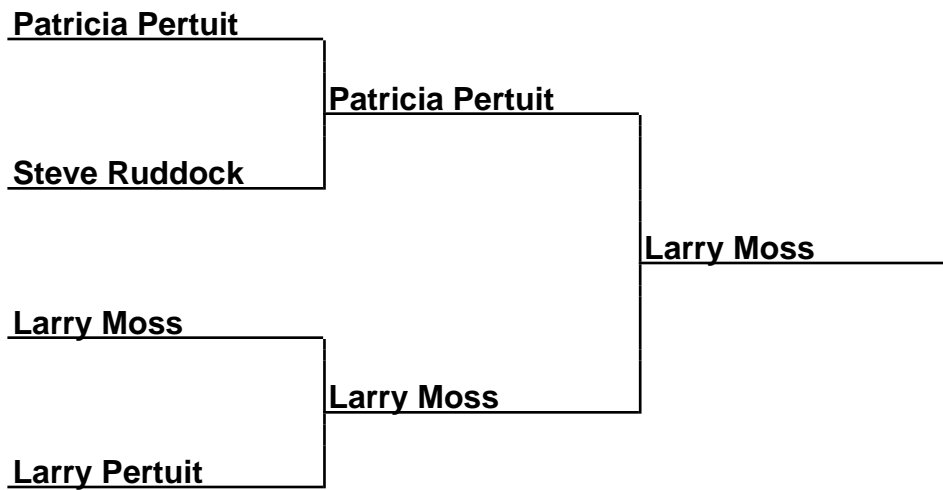 Patricia Pertuit
Patricia Pertuit
Steve Ruddock
Larry Moss
Larry Moss
Larry Moss
Larry Pertuit